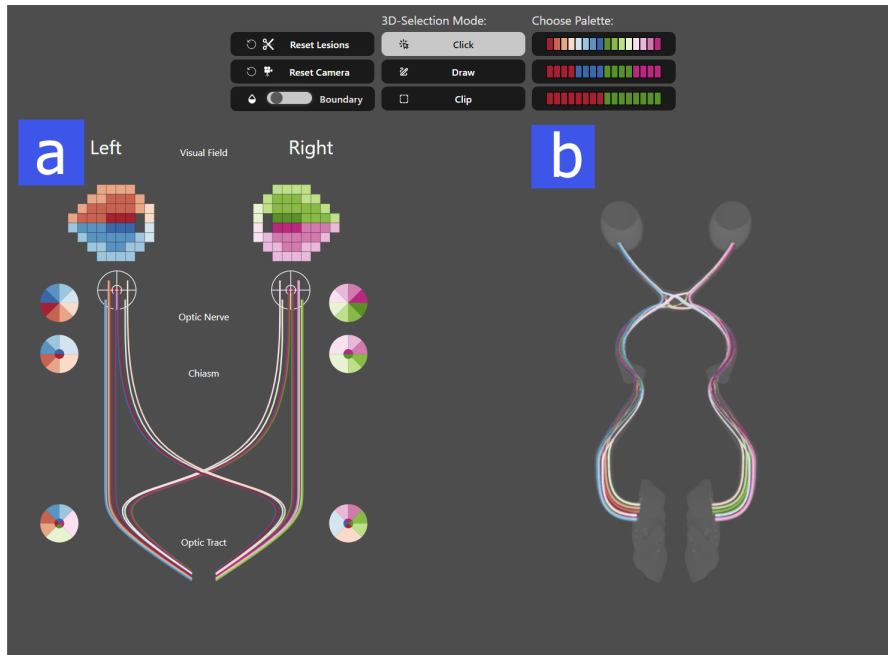 3D-Selection Mode: Choose Palette:
Reset Lesions Click
Reset Camera Draw
Boundary Clip
a Left Visual Field Right b
Optic Nerve
Chiasm
Optic Tract